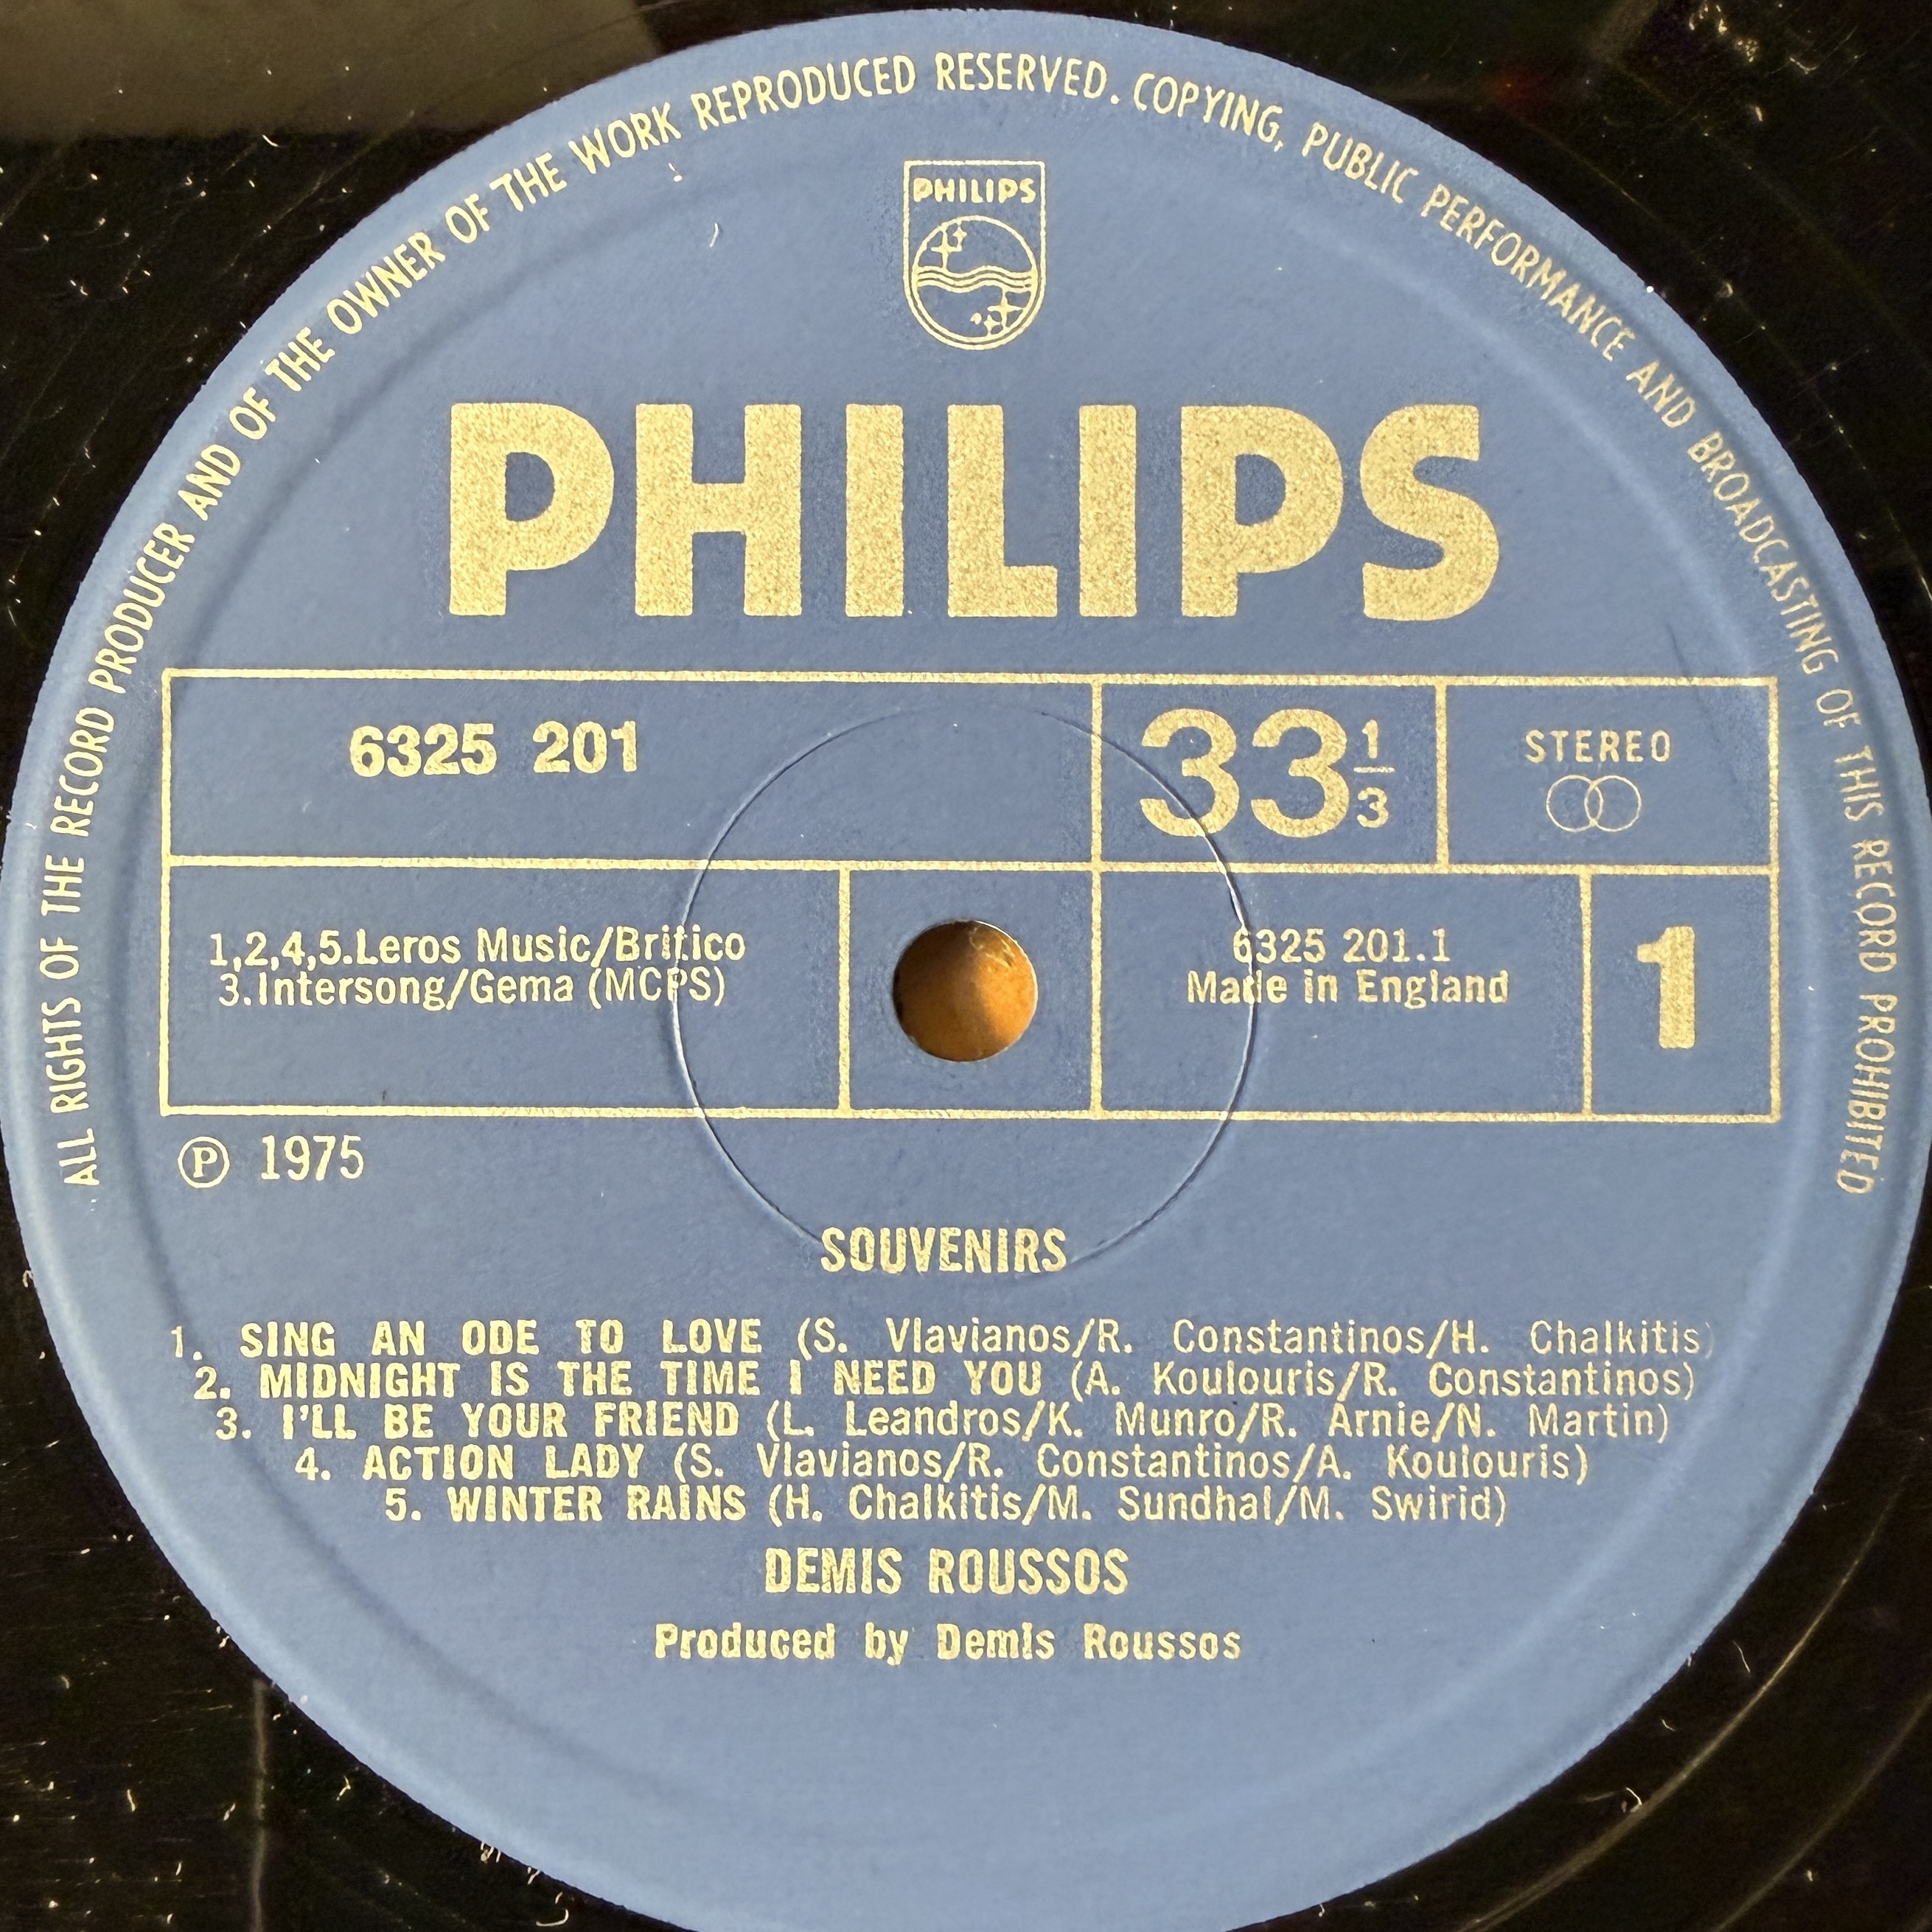 ALL RIGHTS OF THE RECORD PRODUCER AND OF THE OWNER OF THE WORK REPRODUCED RESERVED. COPYING, PUBLIC PERFORMANCE AND BROADCASTING OF THIS RECORD PROHIBITED
PHILIPS
PHILIPS
6325 201
33 1/3
STEREO
1,2,4,5.Leros Music/Britico
3.Intersong/Gema (MCPS)
6325 201.1
Made in England
1
Ⓟ 1975
SOUVENIRS
1. SING AN ODE TO LOVE (S. Vlavianos/R. Constantinos/H. Chalkitis)
2. MIDNIGHT IS THE TIME I NEED YOU (A. Koulouris/R. Constantinos)
3. I'LL BE YOUR FRIEND (L. Leandros/K. Munro/R. Arnie/N. Martin)
4. ACTION LADY (S. Vlavianos/R. Constantinos/A. Koulouris)
5. WINTER RAINS (H. Chalkitis/M. Sundhal/M. Swirid)
DEMIS ROUSSOS
Produced by Demis Roussos